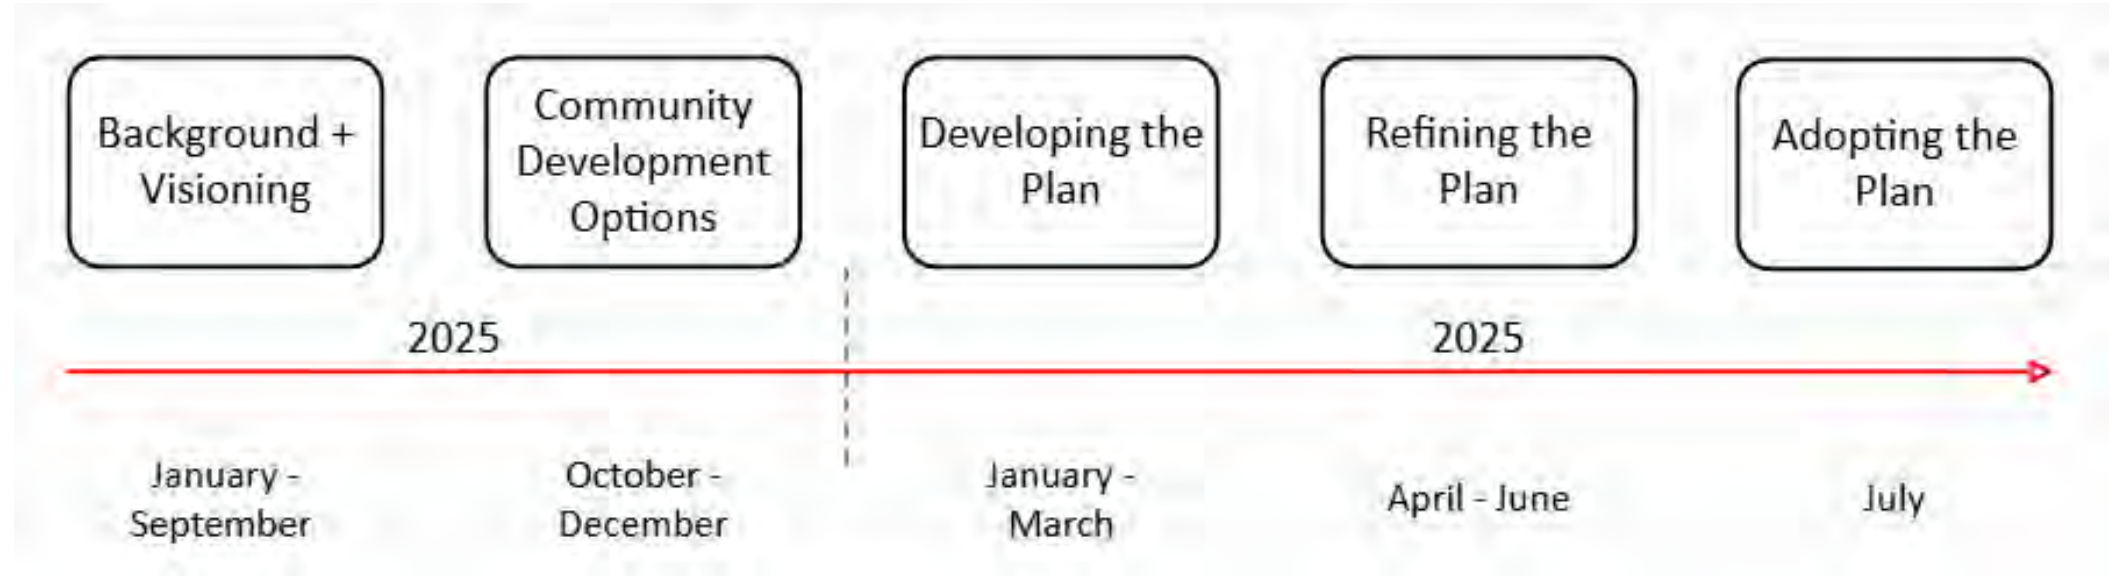 Background +
Visioning
Community
Development
Options
Developing the
Plan
Refining the
Plan
Adopting the
Plan
2025
2025
January -
September
October -
December
January -
March
April - June
July